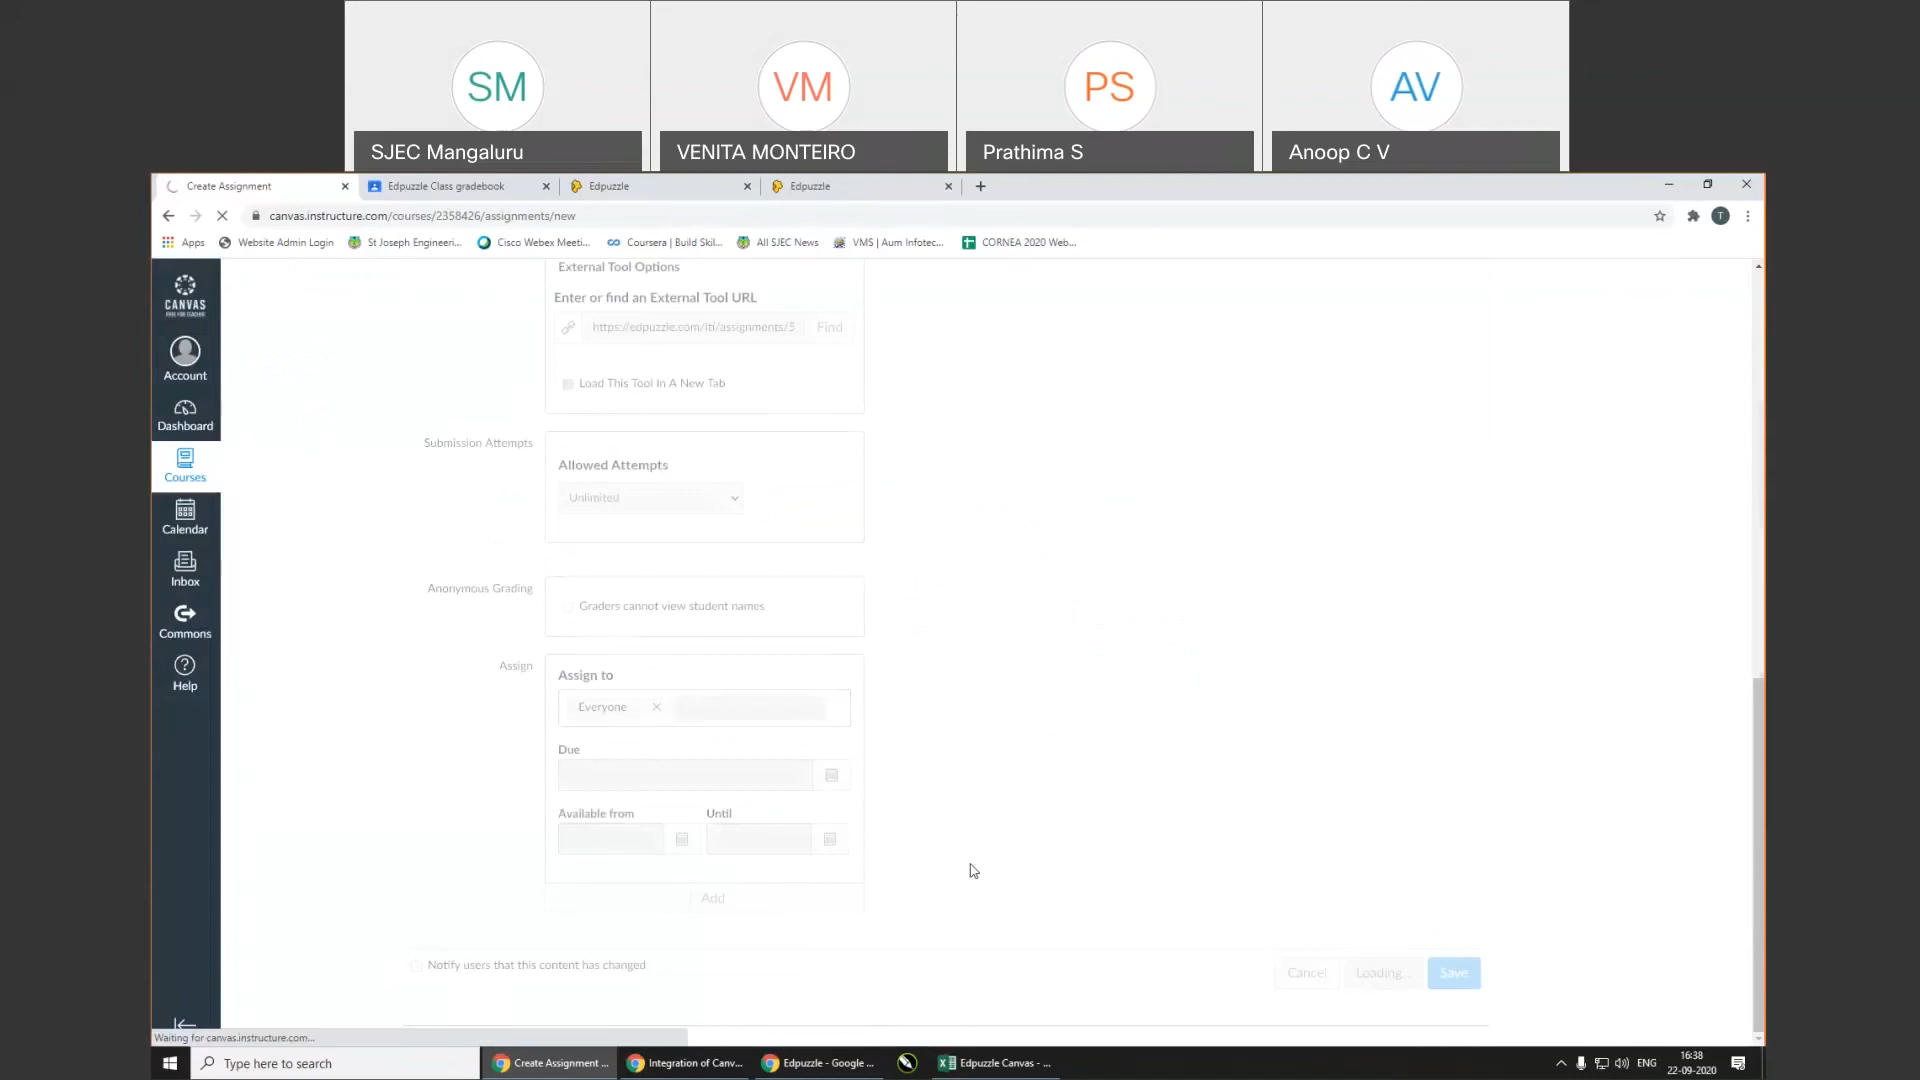 SM
VM
PS
AV
SJEC Mangaluru
VENITA MONTEIRO
Prathima S
Anoop C V
Create Assignment
Edpuzzle Class gradebook
Edpuzzle
Edpuzzle
canvas.instructure.com/courses/2358426/assignments/new
T
Apps
Website Admin Login
St Joseph Engineeri...
Cisco Webex Meeti...
Coursera | Build Skil...
All SJEC News
VMS | Aum Infotec...
CORNEA 2020 Web...
CANVAS
FREE FOR TEACHER
Account
Dashboard
Courses
Calendar
Inbox
Commons
Help
External Tool Options
Enter or find an External Tool URL
https://edpuzzle.com/lti/assignments/5
Find
Load This Tool In A New Tab
Submission Attempts
Allowed Attempts
Unlimited
Anonymous Grading
Graders cannot view student names
Assign
Assign to
Everyone
Due
Available from
Until
Add
Notify users that this content has changed
Cancel
Loading...
Save
Waiting for canvas.instructure.com...
Type here to search
Create Assignment ...
Integration of Canv...
Edpuzzle - Google ...
Edpuzzle Canvas - ...
ENG
16:38
22-09-2020